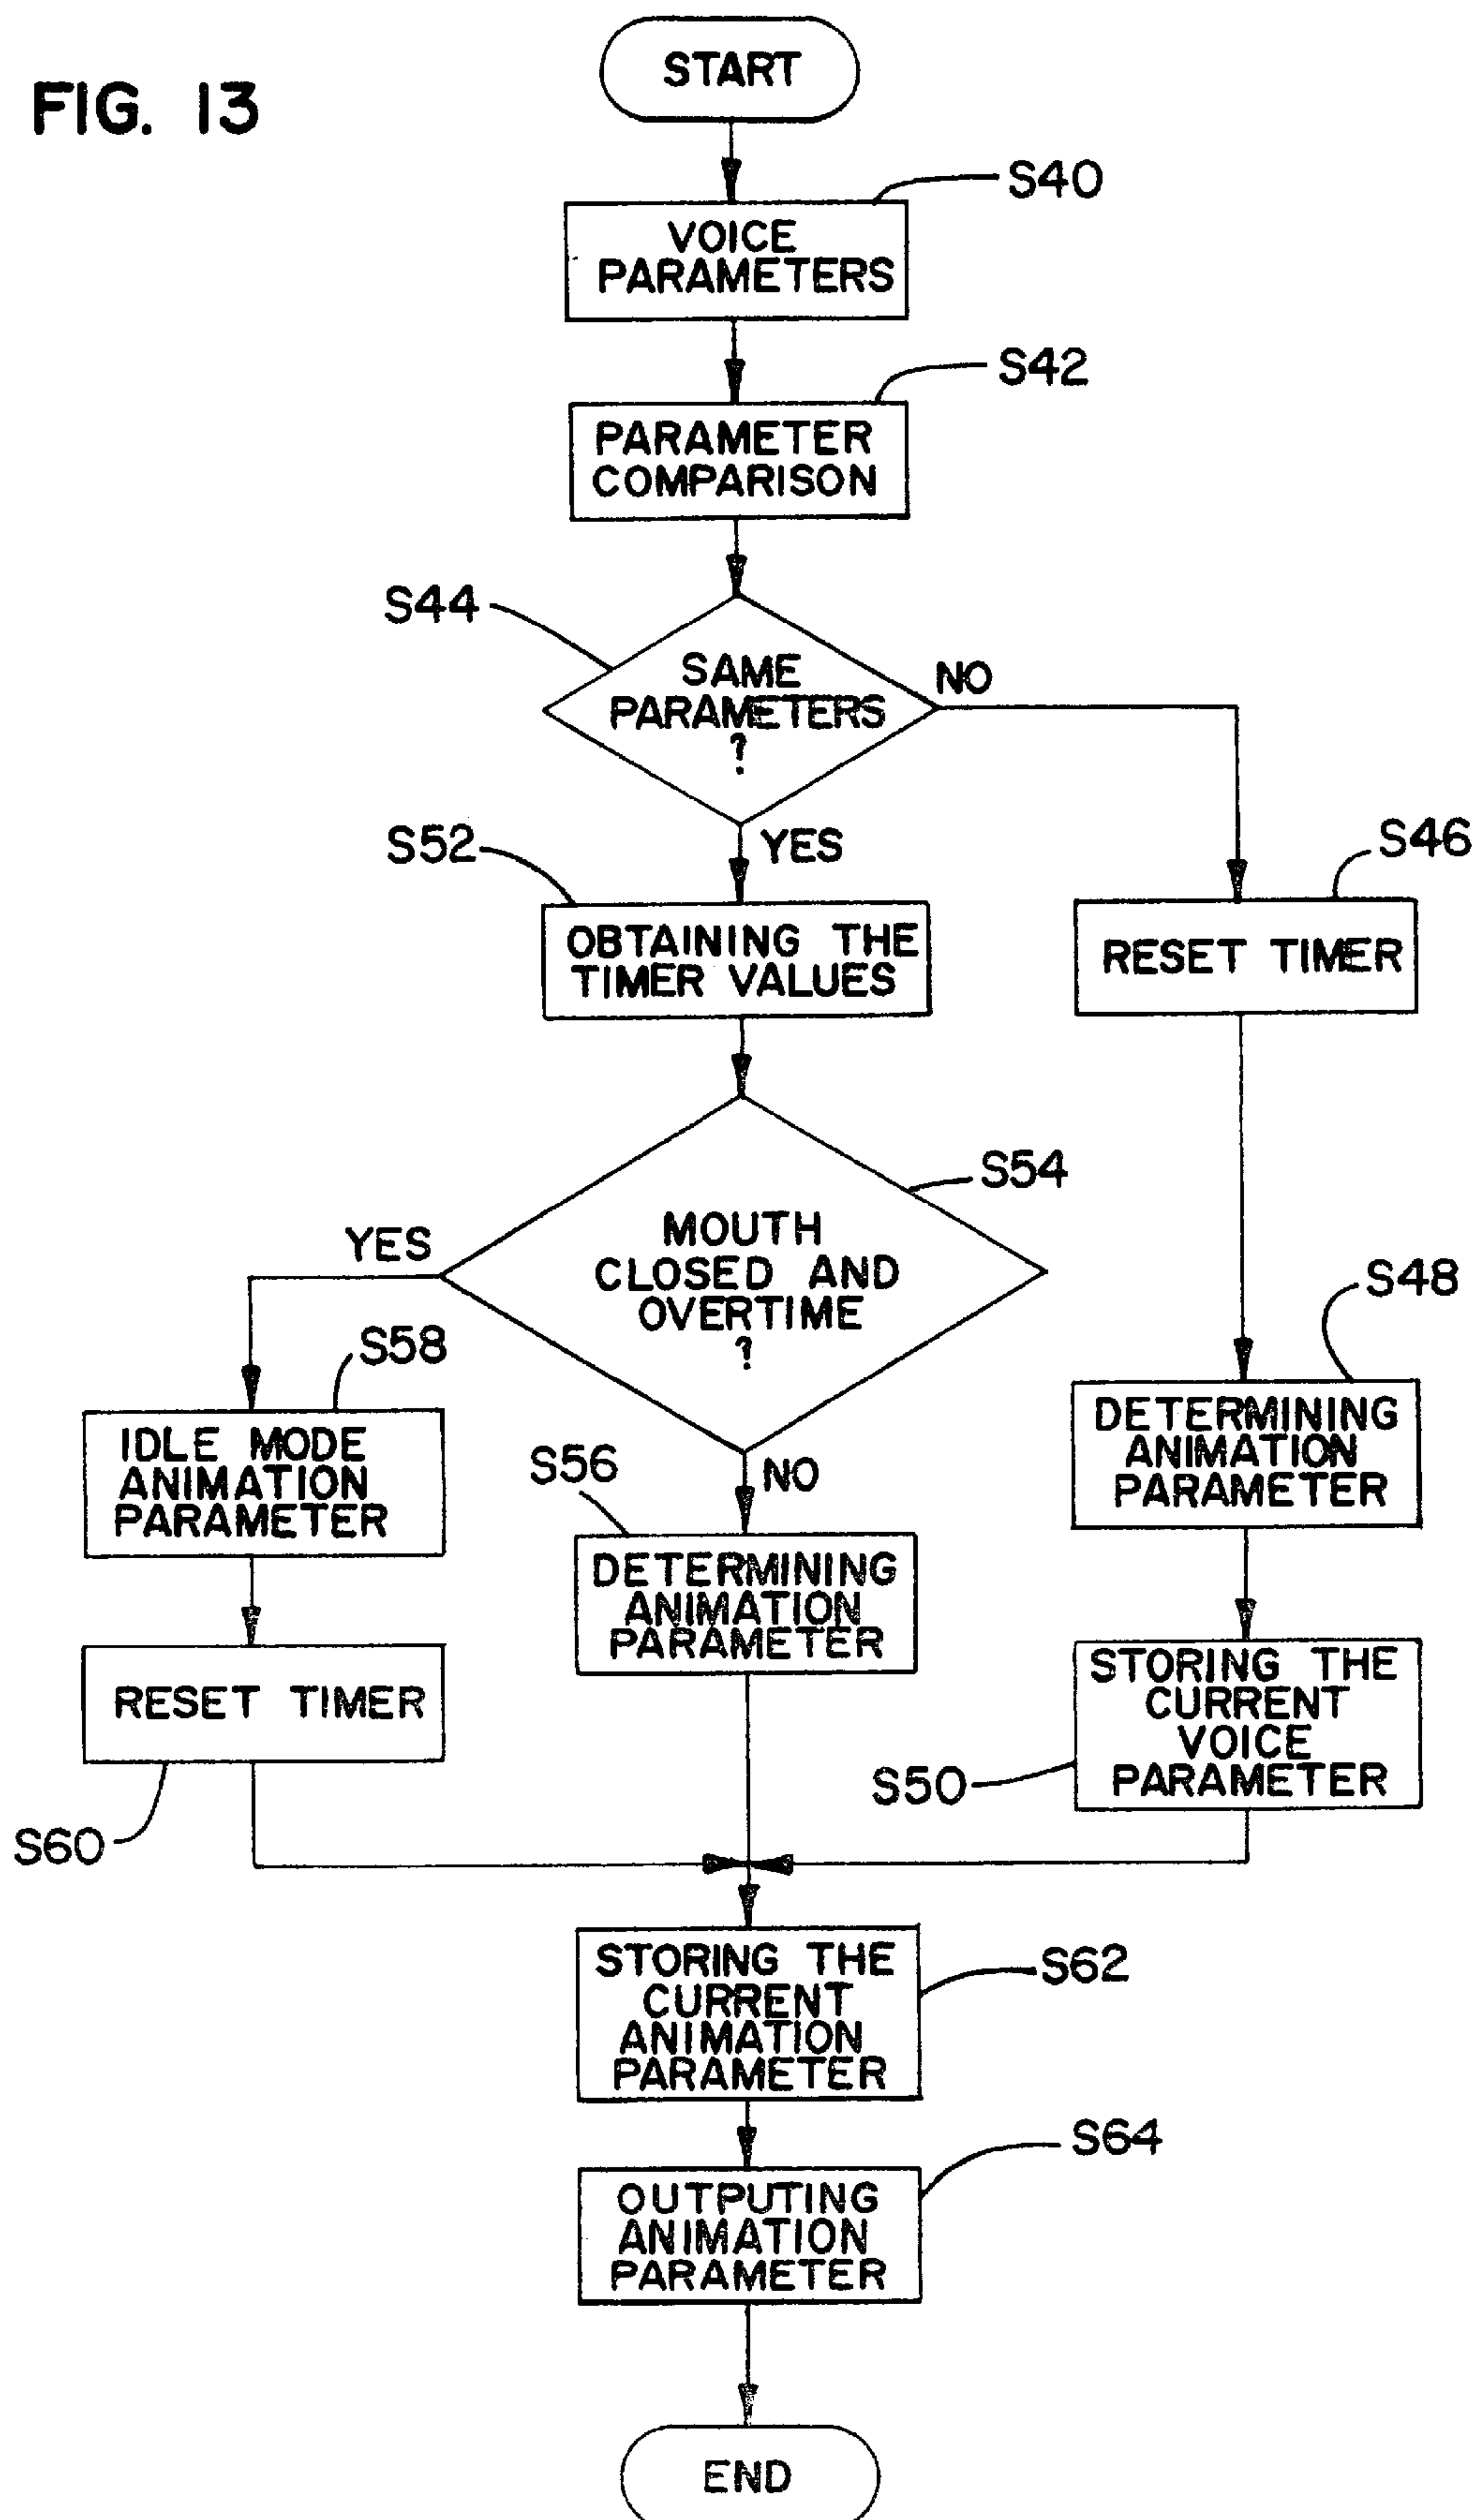 FIG. 13
START
S40
VOICE
PARAMETERS
S42
PARAMETER
COMPARISON
S44
SAME
PARAMETERS
?
NO
YES
S52
OBTAINING THE
TIMER VALUES
S46
RESET TIMER
S54
MOUTH
CLOSED AND
OVERTIME
?
YES
NO
S58
IDLE MODE
ANIMATION
PARAMETER
S56
DETERMINING
ANIMATION
PARAMETER
S48
DETERMINING
ANIMATION
PARAMETER
RESET TIMER
S60
STORING THE
CURRENT
VOICE
PARAMETER
S50
STORING THE
CURRENT
ANIMATION
PARAMETER
S62
S64
OUTPUTING
ANIMATION
PARAMETER
END